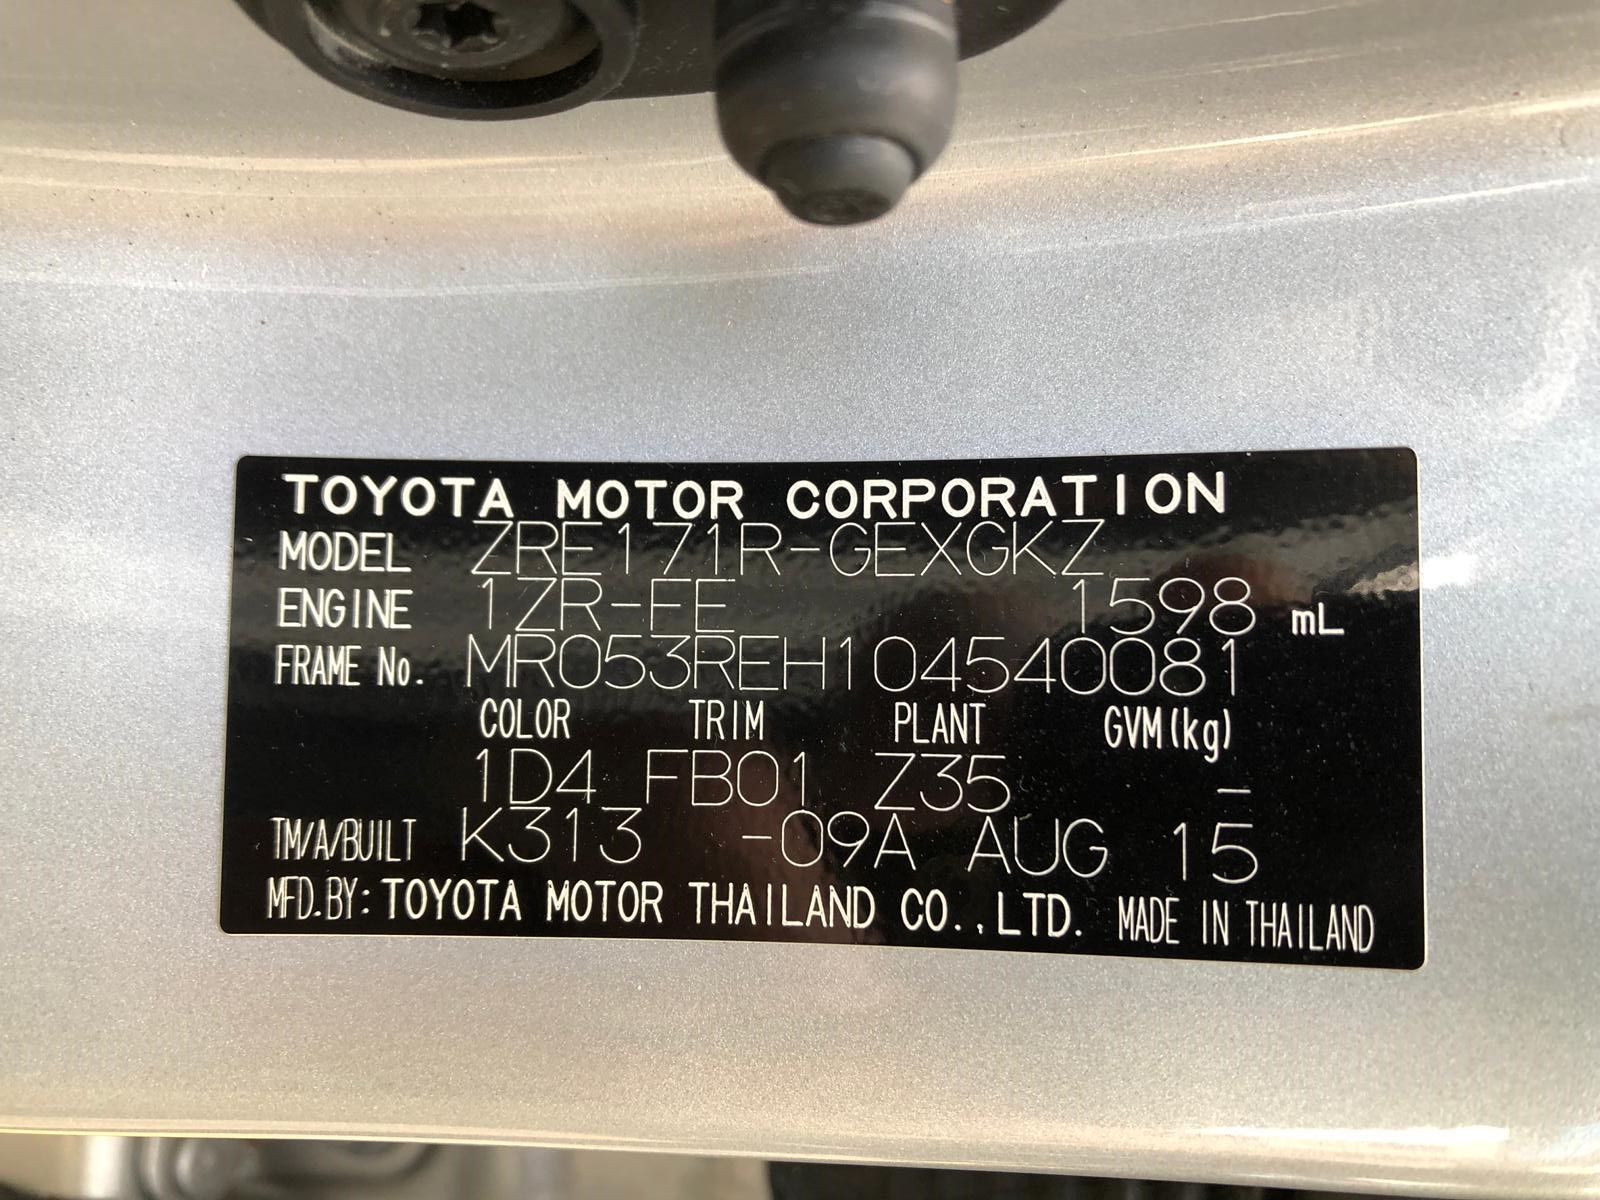 TOYOTA MOTOR CORPORATION
MODEL ZRE171R-GEXGKZ
ENGINE 1ZR-FE 1598 mL
FRAME No. MR053REH104540081
COLOR TRIM PLANT GVM(kg)
1D4 FB01 Z35 -
TM/A/BUILT K313 -09A AUG 15
MFD.BY: TOYOTA MOTOR THAILAND CO.,LTD. MADE IN THAILAND